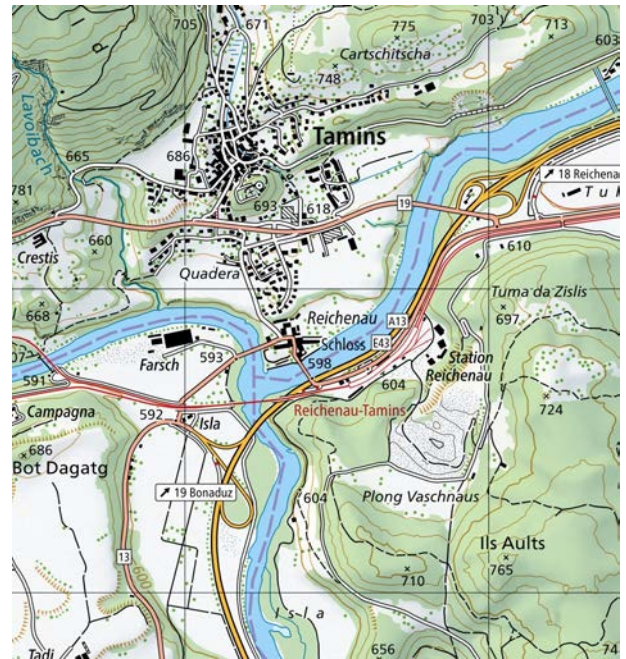 705
671
775
703
713
603
Cartschitscha
748
Lavoibach
Tamins
665
686
18 Reichenau
781
693
618
19
Crestis
660
610
Quadera
Tuma da Zislis
668
Reichenau
A13
697
Schloss
E43
Station
Reichenau
593
598
Farsch
591
604
724
Campagna
592
Isla
Reichenau-Tamins
686
Bot Dagatg
19 Bonaduz
604
Plong Vaschnaus
Ils Aults
13
600
710
765
Isla
Tadi
656
74